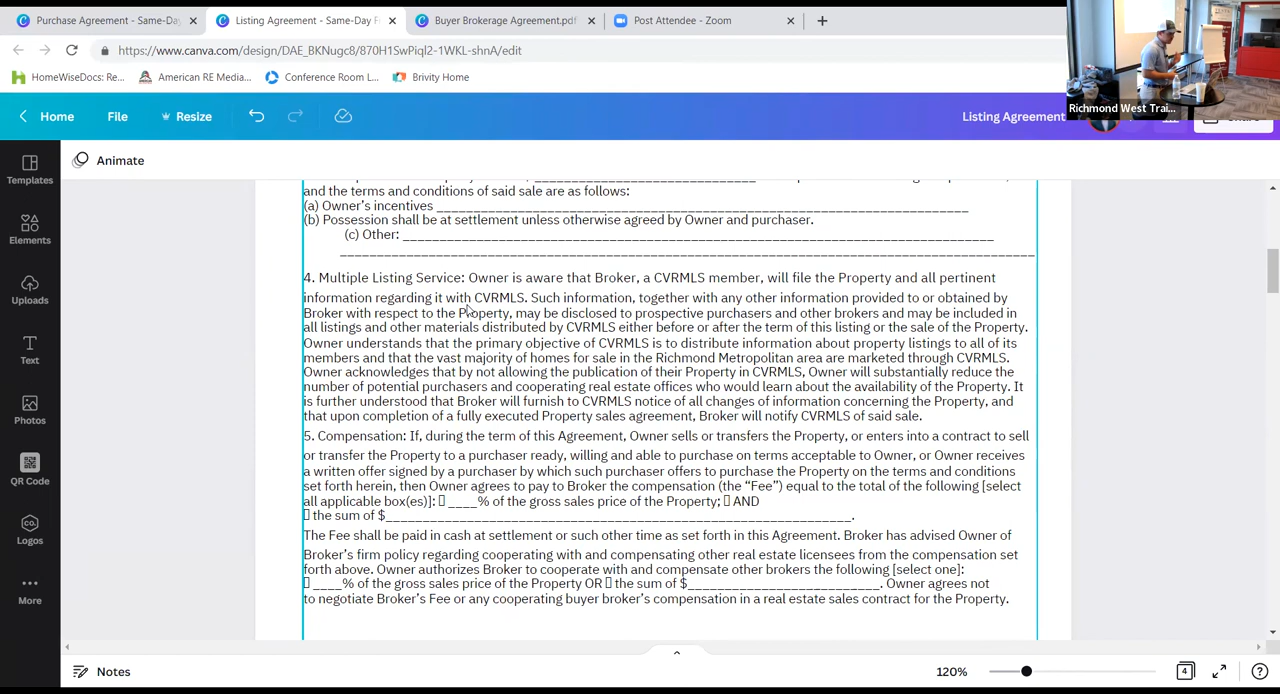 Purchase Agreement - Same-Day
Listing Agreement - Same-Day F
Buyer Brokerage Agreement.pdf
Post Attendee - Zoom
https://www.canva.com/design/DAE_BKNugc8/870H1SwPiqI2-1WKL-shnA/edit
HomeWiseDocs: Re...
American RE Media...
Conference Room L...
Brivity Home
Richmond West Trai...
Home
File
Resize
Listing Agreement
Animate
Templates
Elements
Uploads
Text
Photos
QR Code
Logos
More
and the terms and conditions of said sale are as follows:
(a) Owner's incentives ____
(b) Possession shall be at settlement unless otherwise agreed by Owner and purchaser.
(c) Other: ____
4. Multiple Listing Service: Owner is aware that Broker, a CVRMLS member, will file the Property and all pertinent
information regarding it with CVRMLS. Such information, together with any other information provided to or obtained by
Broker with respect to the Property, may be disclosed to prospective purchasers and other brokers and may be included in
all listings and other materials distributed by CVRMLS either before or after the term of this listing or the sale of the Property.
Owner understands that the primary objective of CVRMLS is to distribute information about property listings to all of its
members and that the vast majority of homes for sale in the Richmond Metropolitan area are marketed through CVRMLS.
Owner acknowledges that by not allowing the publication of their Property in CVRMLS, Owner will substantially reduce the
number of potential purchasers and cooperating real estate offices who would learn about the availability of the Property. It
is further understood that Broker will furnish to CVRMLS notice of all changes of information concerning the Property, and
that upon completion of a fully executed Property sales agreement, Broker will notify CVRMLS of said sale.
5. Compensation: If, during the term of this Agreement, Owner sells or transfers the Property, or enters into a contract to sell
or transfer the Property to a purchaser ready, willing and able to purchase on terms acceptable to Owner, or Owner receives
a written offer signed by a purchaser by which such purchaser offers to purchase the Property on the terms and conditions
set forth herein, then Owner agrees to pay to Broker the compensation (the “Fee”) equal to the total of the following [select
all applicable box(es)]: ▯ ____% of the gross sales price of the Property; ▯ AND
▯ the sum of $____.
The Fee shall be paid in cash at settlement or such other time as set forth in this Agreement. Broker has advised Owner of
Broker's firm policy regarding cooperating with and compensating other real estate licensees from the compensation set
forth above. Owner authorizes Broker to cooperate with and compensate other brokers the following [select one]:
▯ ____% of the gross sales price of the Property OR ▯ the sum of $____. Owner agrees not
to negotiate Broker's Fee or any cooperating buyer broker's compensation in a real estate sales contract for the Property.
Notes
120%
4